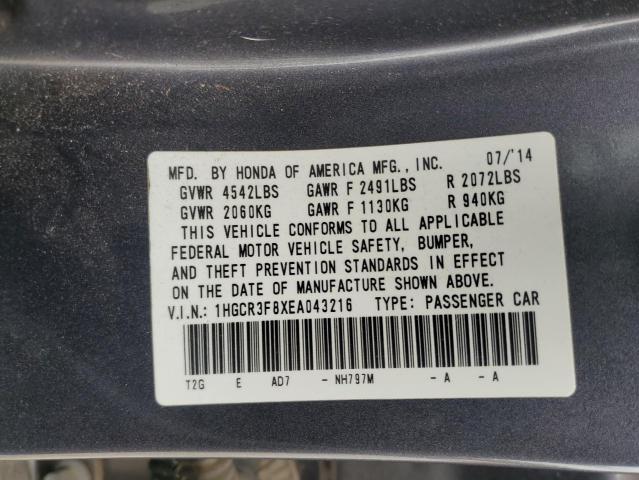 MFD. BY HONDA OF AMERICA MFG., INC. 07/'14
GVWR 4542LBS GAWR F 2491LBS R 2072LBS
GVWR 2060KG GAWR F 1130KG R 940KG
THIS VEHICLE CONFORMS TO ALL APPLICABLE
FEDERAL MOTOR VEHICLE SAFETY, BUMPER,
AND THEFT PREVENTION STANDARDS IN EFFECT
ON THE DATE OF MANUFACTURE SHOWN ABOVE.
V.I.N.: 1HGCR3F8XEA043216 TYPE: PASSENGER CAR
T2G E AD7 - NH797M - A - A